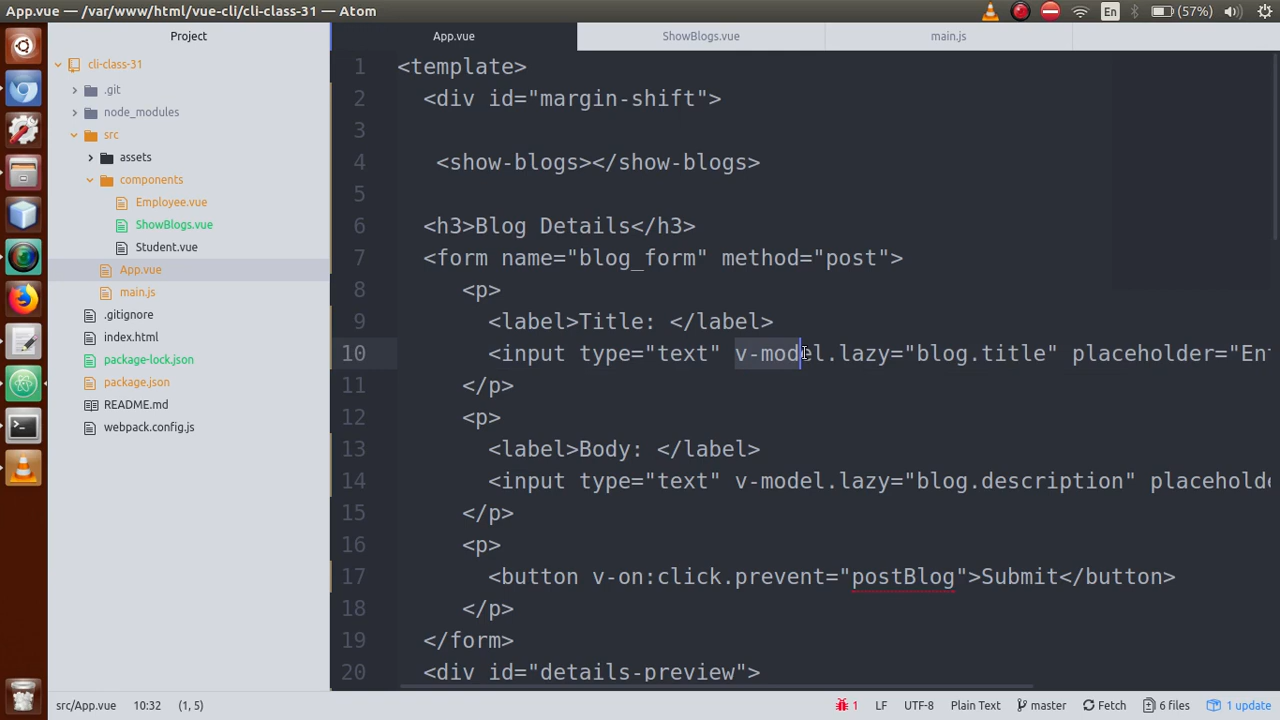 App.vue — /var/www/html/vue-cli/cli-class-31 — Atom
En
(57%)
Project
App.vue
ShowBlogs.vue
main.js
cli-class-31
.git
node_modules
src
assets
components
Employee.vue
ShowBlogs.vue
Student.vue
App.vue
main.js
.gitignore
index.html
package-lock.json
package.json
README.md
webpack.config.js
1 <template>
2 <div id="margin-shift">
3
4 <show-blogs></show-blogs>
5
6 <h3>Blog Details</h3>
7 <form name="blog_form" method="post">
8 <p>
9 <label>Title: </label>
10 <input type="text" v-model.lazy="blog.title" placeholder="En
11 </p>
12 <p>
13 <label>Body: </label>
14 <input type="text" v-model.lazy="blog.description" placeholde
15 </p>
16 <p>
17 <button v-on:click.prevent="postBlog">Submit</button>
18 </p>
19 </form>
20 <div id="details-preview">
src/App.vue 10:32 (1, 5)
1 LF UTF-8 Plain Text master Fetch 6 files 1 update